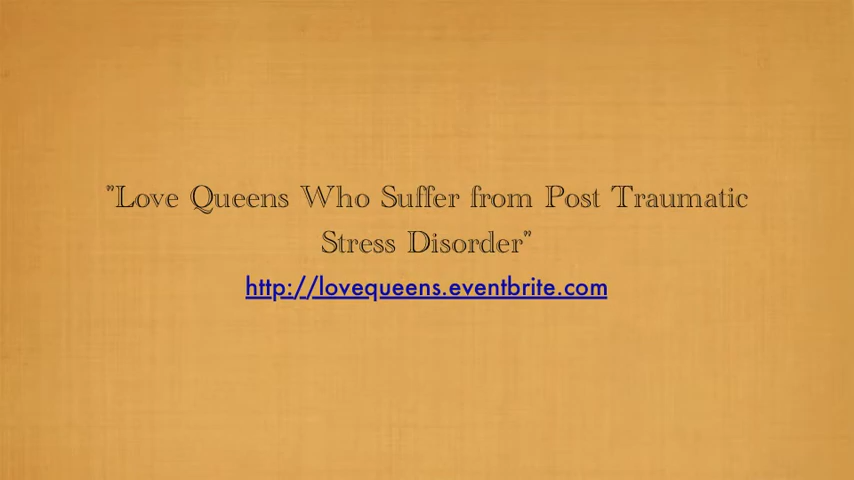 "Love Queens Who Suffer from Post Traumatic
Stress Disorder"
http://lovequeens.eventbrite.com